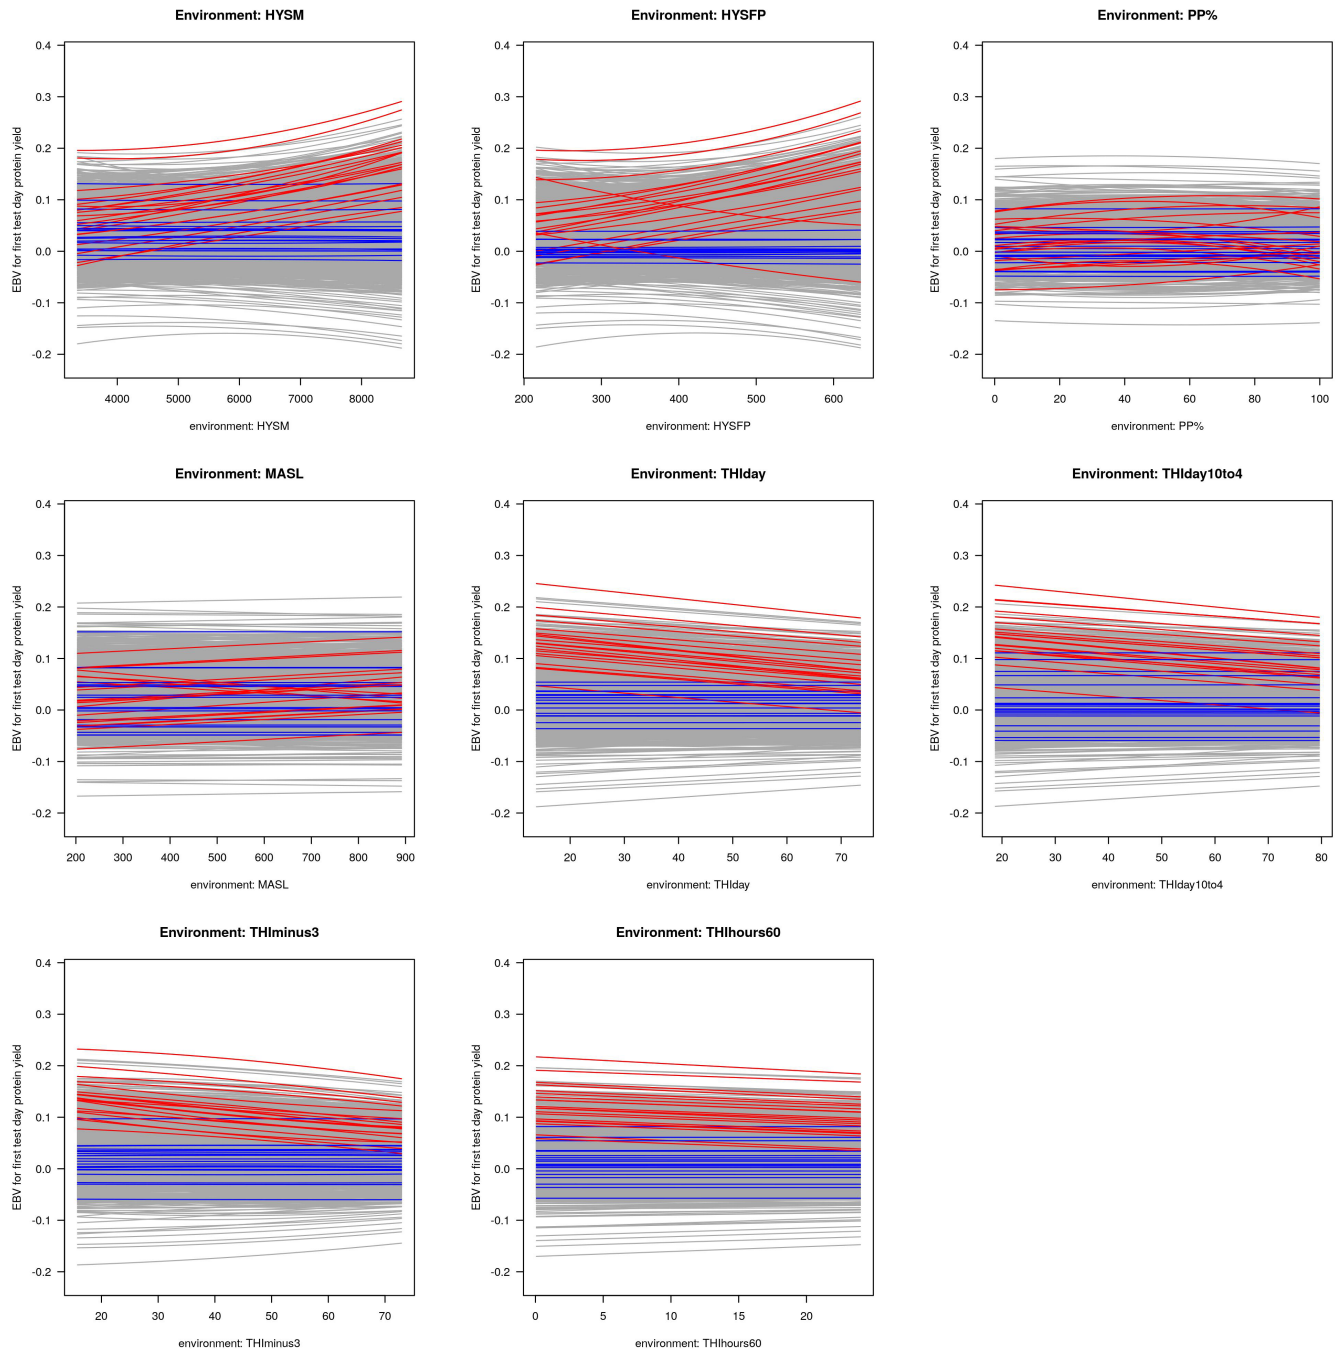 Environment: HYSM
Environment: HYSFP
Environment: PP%
EBV for first test day protein yield
0.4
0.3
0.2
0.1
0.0
-0.1
-0.2
4000 5000 6000 7000 8000
environment: HYSM
EBV for first test day protein yield
0.4
0.3
0.2
0.1
0.0
-0.1
-0.2
200 300 400 500 600
environment: HYSFP
EBV for first test day protein yield
0.4
0.3
0.2
0.1
0.0
-0.1
-0.2
0 20 40 60 80 100
environment: PP%
Environment: MASL
Environment: THIday
Environment: THIday10to4
EBV for first test day protein yield
0.4
0.3
0.2
0.1
0.0
-0.1
-0.2
200 300 400 500 600 700 800 900
environment: MASL
EBV for first test day protein yield
0.4
0.3
0.2
0.1
0.0
-0.1
-0.2
20 30 40 50 60 70
environment: THIday
EBV for first test day protein yield
0.4
0.3
0.2
0.1
0.0
-0.1
-0.2
20 30 40 50 60 70 80
environment: THIday10to4
Environment: THIminus3
Environment: THIhours60
EBV for first test day protein yield
0.4
0.3
0.2
0.1
0.0
-0.1
-0.2
20 30 40 50 60 70
environment: THIminus3
EBV for first test day protein yield
0.4
0.3
0.2
0.1
0.0
-0.1
-0.2
0 5 10 15 20
environment: THIhours60